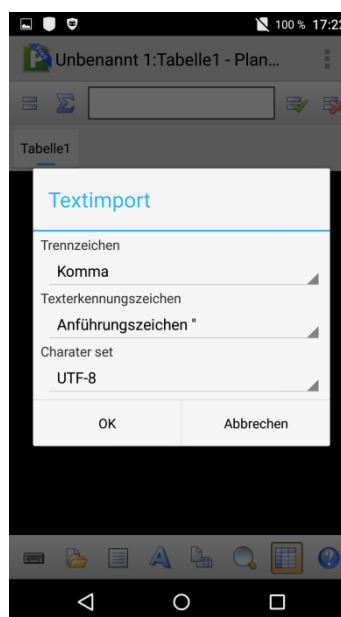 100 % 17:22
Unbenannt 1:Tabelle1 - Plan...
Tabelle1
Textimport
Trennzeichen
Komma
Texterkennungszeichen
Anführungszeichen "
Charater set
UTF-8
OK Abbrechen